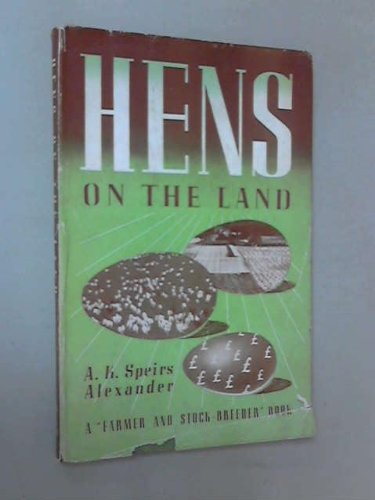 HENS
ON THE LAND
£ £ £ £ £ £ £ £
A. K. Speirs
Alexander
A "FARMER AND STOCK-BREEDER" BOOK